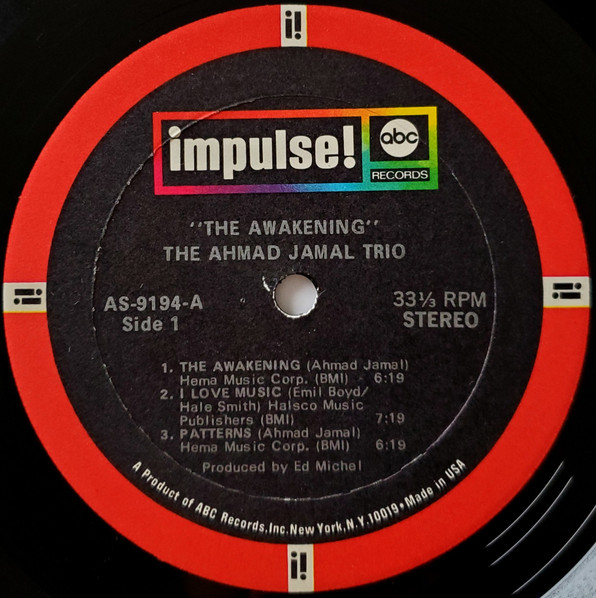 i!
impulse!
abc
RECORDS
"THE AWAKENING"
THE AHMAD JAMAL TRIO
AS-9194-A
Side 1
33⅓ RPM
STEREO
i!
i!
1. THE AWAKENING (Ahmad Jamal)
Hema Music Corp. (BMI) - 6:19
2. I LOVE MUSIC (Emil Boyd/
Hale Smith) Halsco Music
Publishers (BMI) 7:19
3. PATTERNS (Ahmad Jamal)
Hema Music Corp. (BMI) 6:19
Produced by Ed Michel
A Product of ABC Records, Inc. New York, N.Y. 10019 • Made in USA
i!